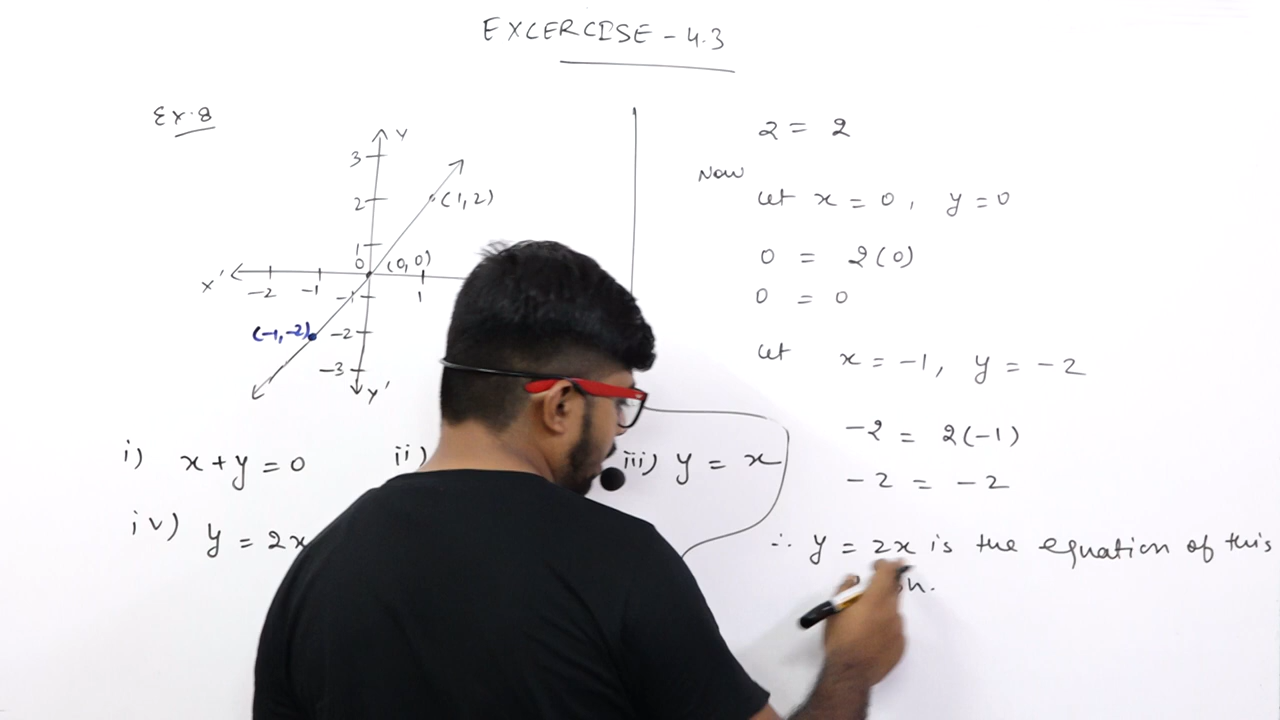 EXCERCISE - 4.3
Ex. 8
Y
3
2
(1,2)
1
0
(0,0)
X'
-2
-1
1
-1
(-1,-2)
-2
-3
Y'
i) x + y = 0
ii)
iii) y = x
iv) y = 2x
2 = 2
Now
let x = 0, y = 0
0 = 2(0)
0 = 0
let x = -1, y = -2
-2 = 2(-1)
-2 = -2
∴ y = 2x is the equation of this